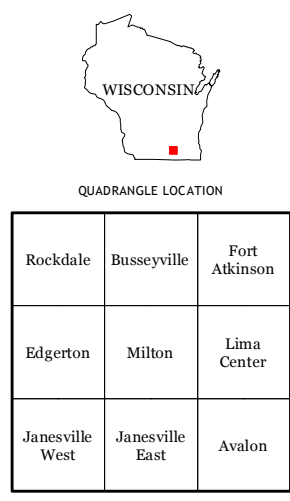 WISCONSIN
QUADRANGLE LOCATION
Rockdale
Busseyville
Fort
Atkinson
Edgerton
Milton
Lima
Center
Janesville
West
Janesville
East
Avalon